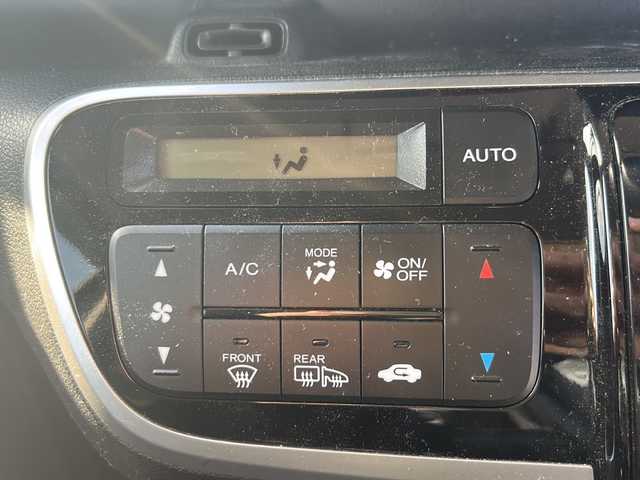 AUTO
A/C
MODE
ON/
OFF
FRONT
REAR